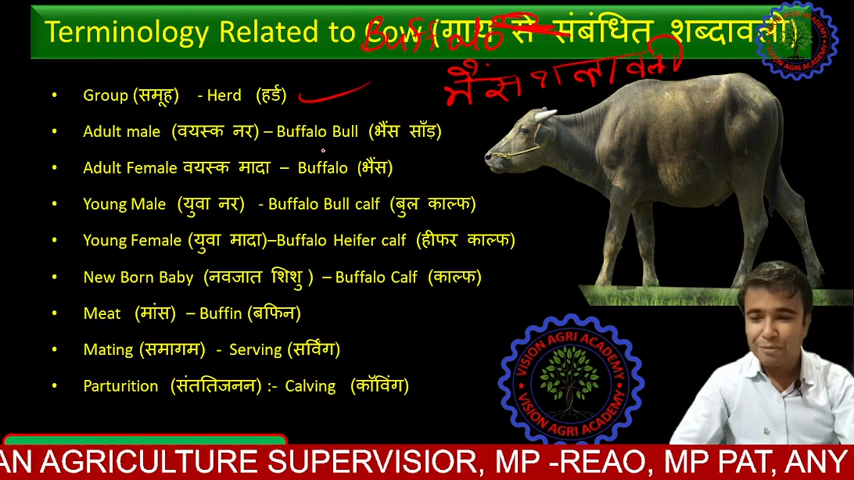 Terminology Related to Cow (गाय से संबंधित शब्दावली)
Buffalo
भैंस शब्दावली
VISION AGRI ACADEMY
• Group (समूह) - Herd (हर्ड)
• Adult male (वयस्क नर) – Buffalo Bull (भैंस साँड़)
• Adult Female वयस्क मादा – Buffalo (भैंस)
• Young Male (युवा नर) - Buffalo Bull calf (बुल काल्फ)
• Young Female (युवा मादा)–Buffalo Heifer calf (हीफर काल्फ)
• New Born Baby (नवजात शिशु ) – Buffalo Calf (काल्फ)
• Meat (मांस) – Buffin (बफिन)
• Mating (समागम) - Serving (सर्विंग)
• Parturition (संततिजनन) :- Calving (कॉविंग)
VISION AGRI ACADEMY
VISION AGRI ACADEMY
AN AGRICULTURE SUPERVISIOR, MP -REAO, MP PAT, ANY